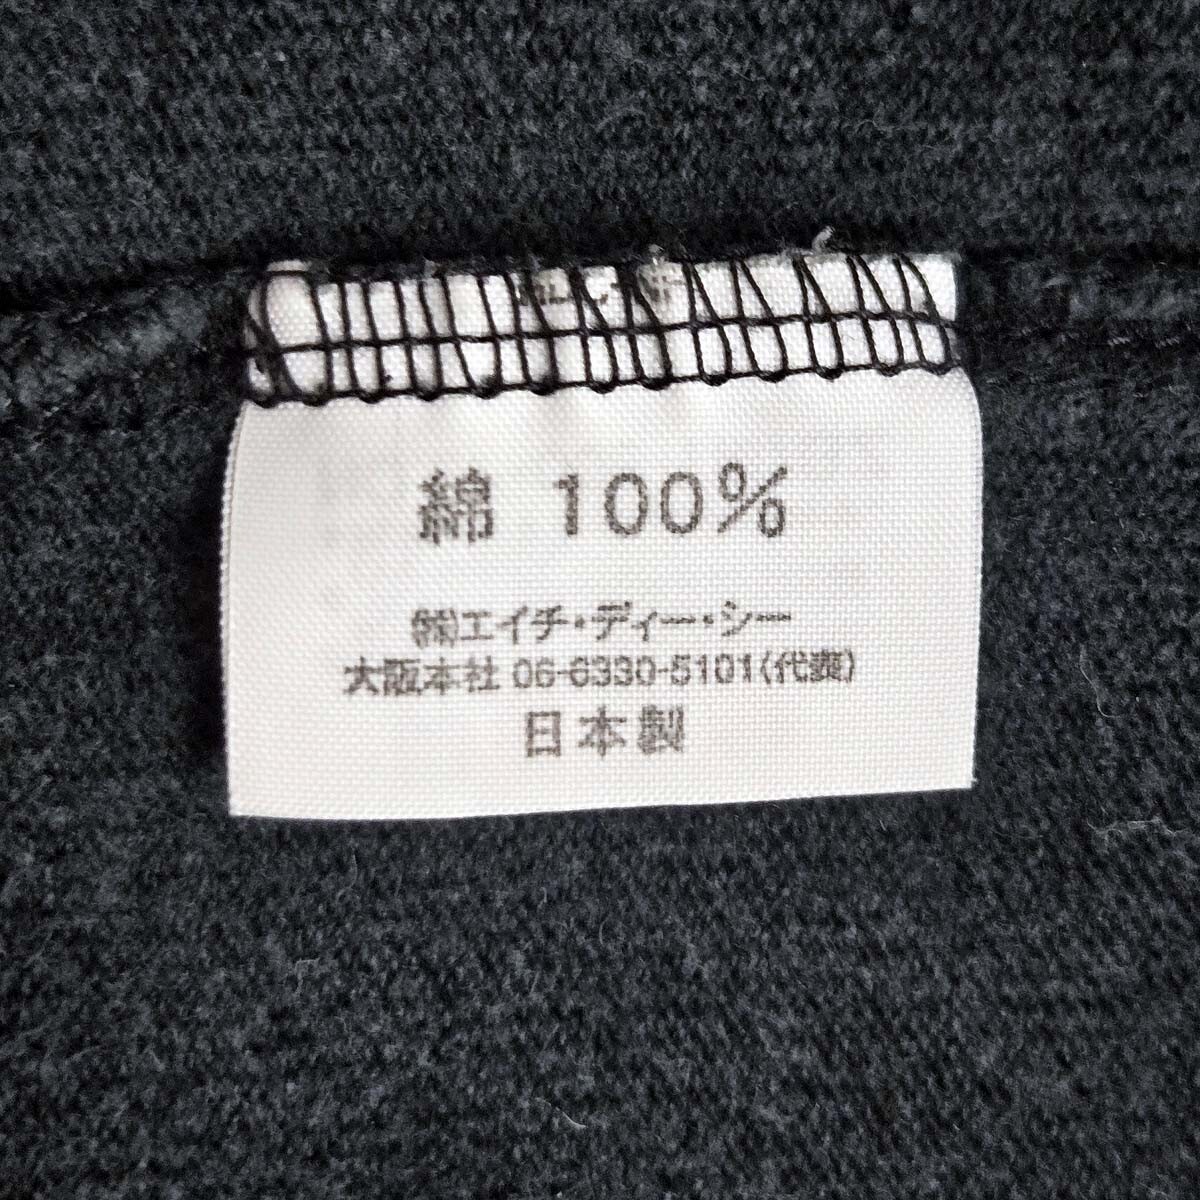 綿 100%
㈱エイチ・ディー・シー
大阪本社 06-6330-5101(代表)
日本製